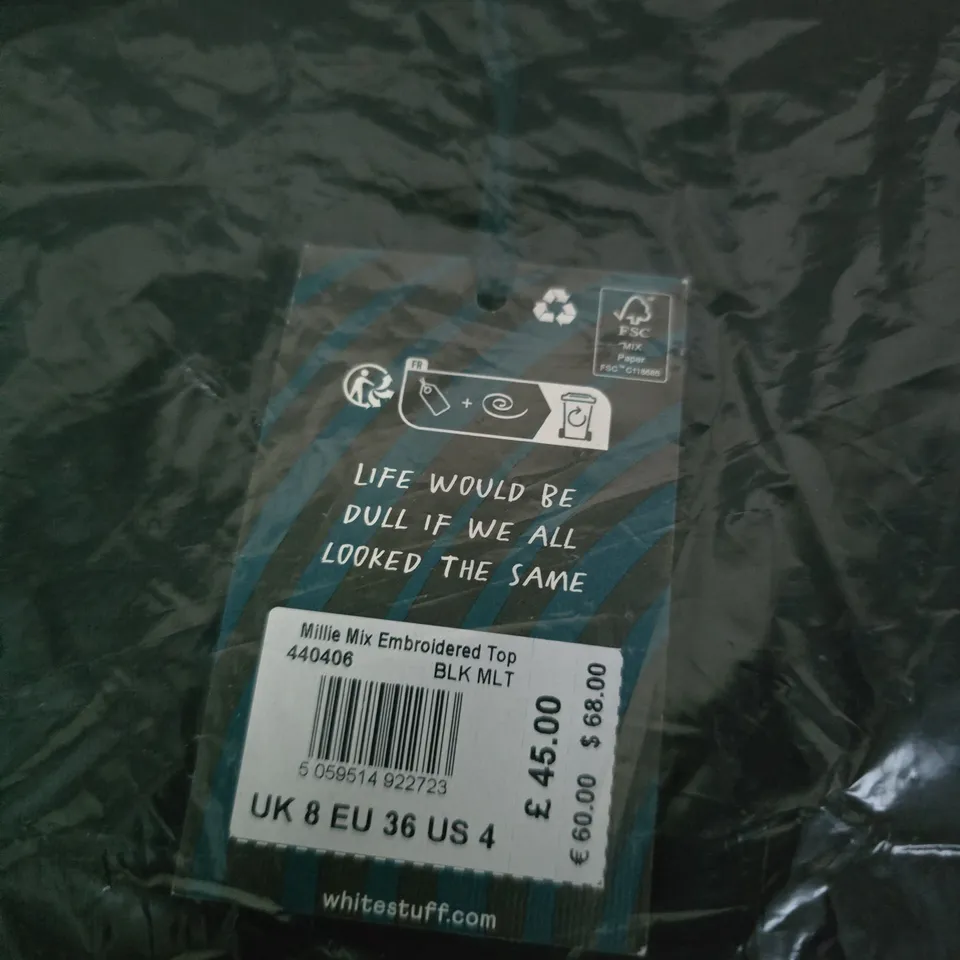 FSC
MIX
Paper
FR
+
LIFE WOULD BE
DULL IF WE ALL
LOOKED THE SAME
Millie Mix Embroidered Top
440406 BLK MLT
5 059514 922723
UK 8 EU 36 US 4
£ 45.00
€ 60.00 $ 68.00
whitestuff.com